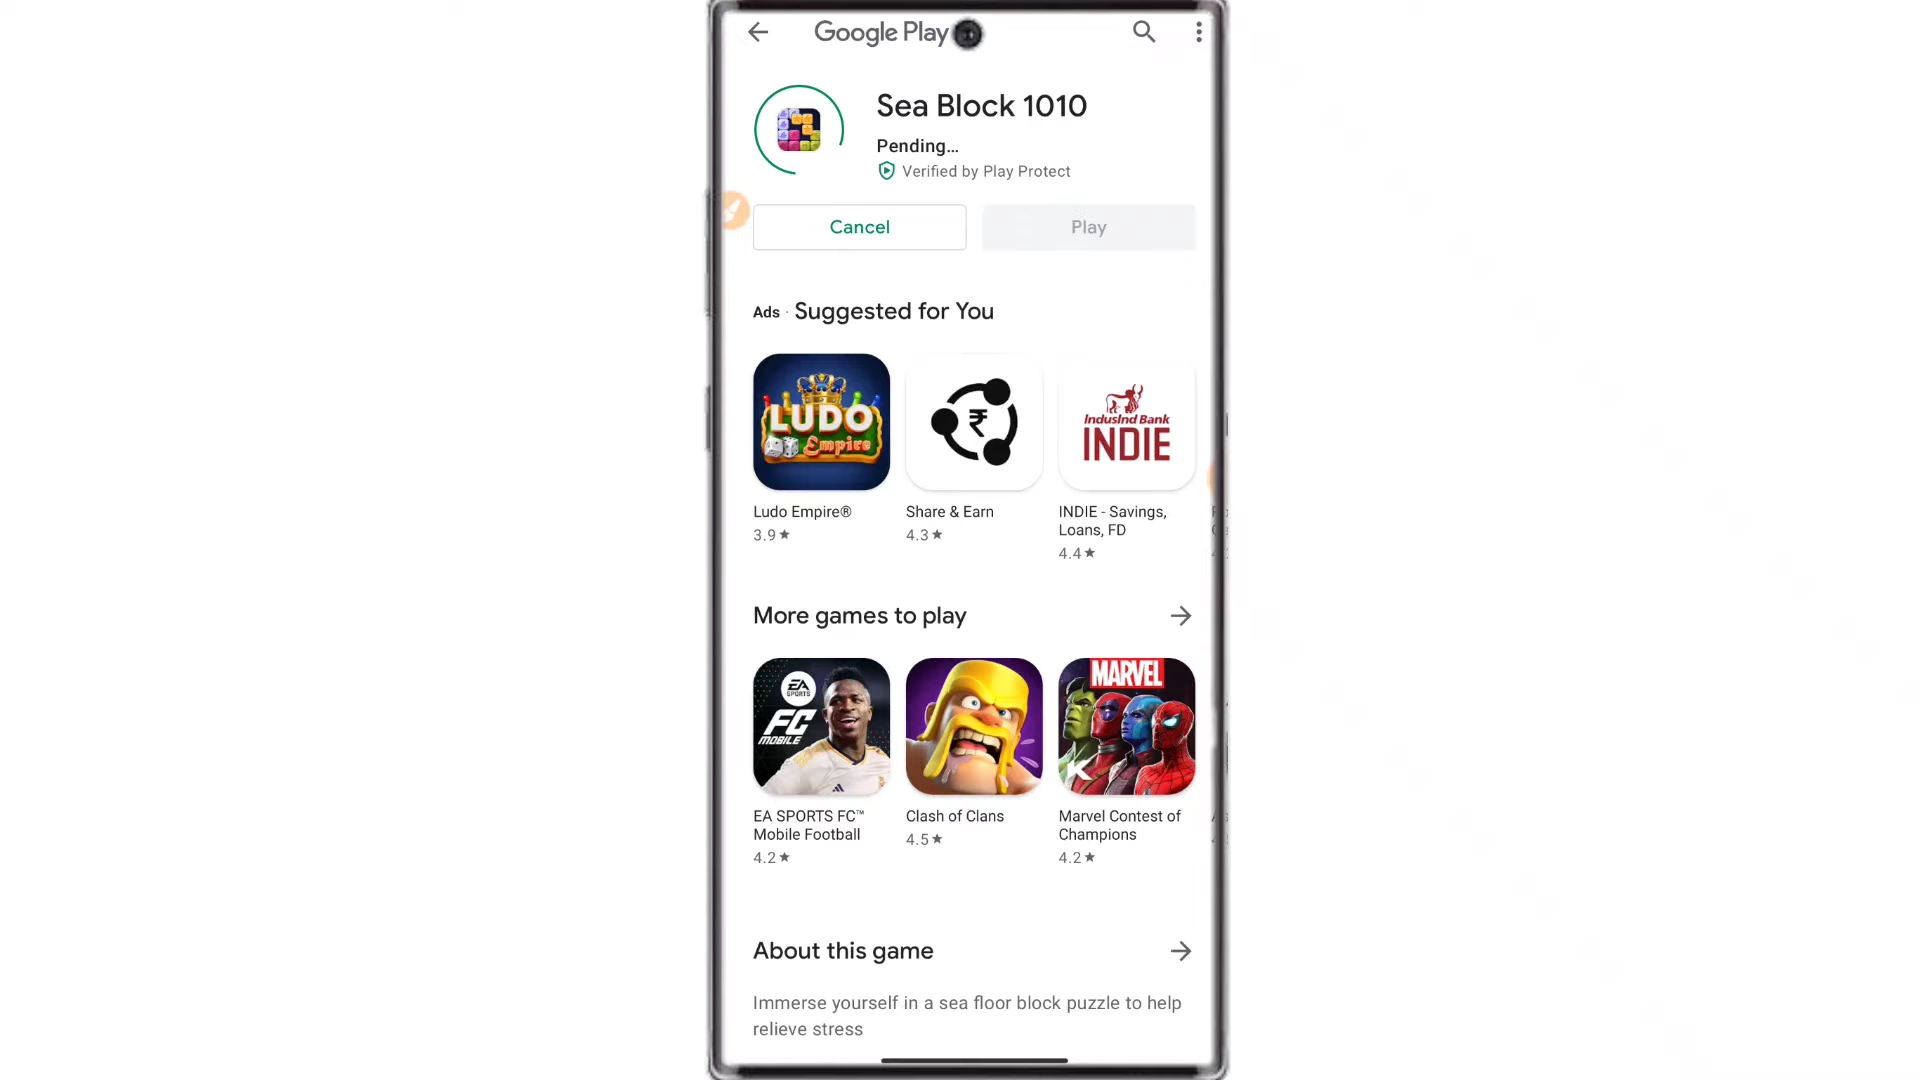 Google Play
Sea Block 1010
Pending...
Verified by Play Protect
Cancel
Play
Ads · Suggested for You
LUDO
Empire
₹
IndusInd Bank
INDIE
Ludo Empire®
Share & Earn
INDIE - Savings,
Loans, FD
3.9★
4.3★
4.4★
More games to play
EA
SPORTS
FC
MOBILE
MARVEL
K
EA SPORTS FC™
Mobile Football
Clash of Clans
Marvel Contest of
Champions
4.2★
4.5★
4.2★
About this game
Immerse yourself in a sea floor block puzzle to help
relieve stress